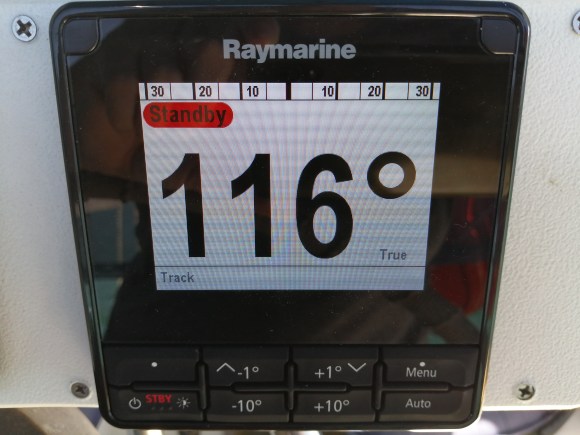 Raymarine
30 20 10 10 20 30
Standby
116°
True
Track
-1° +1° Menu
STBY -10° +10° Auto